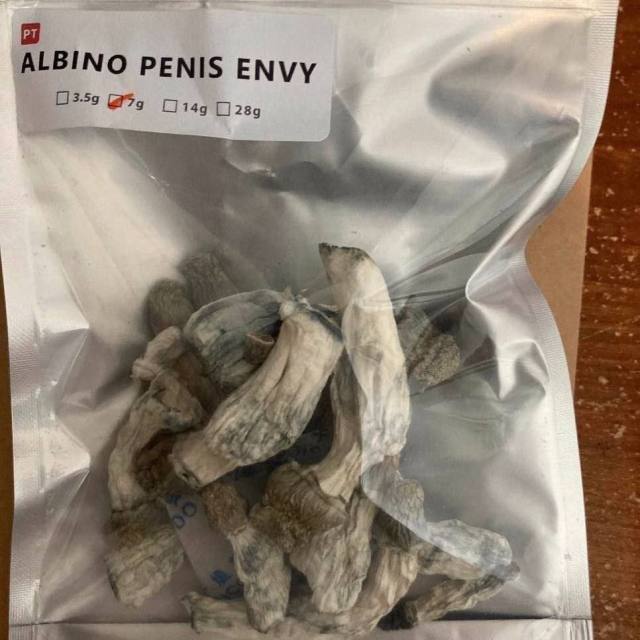 PT
ALBINO PENIS ENVY
3.5g 7g 14g 28g